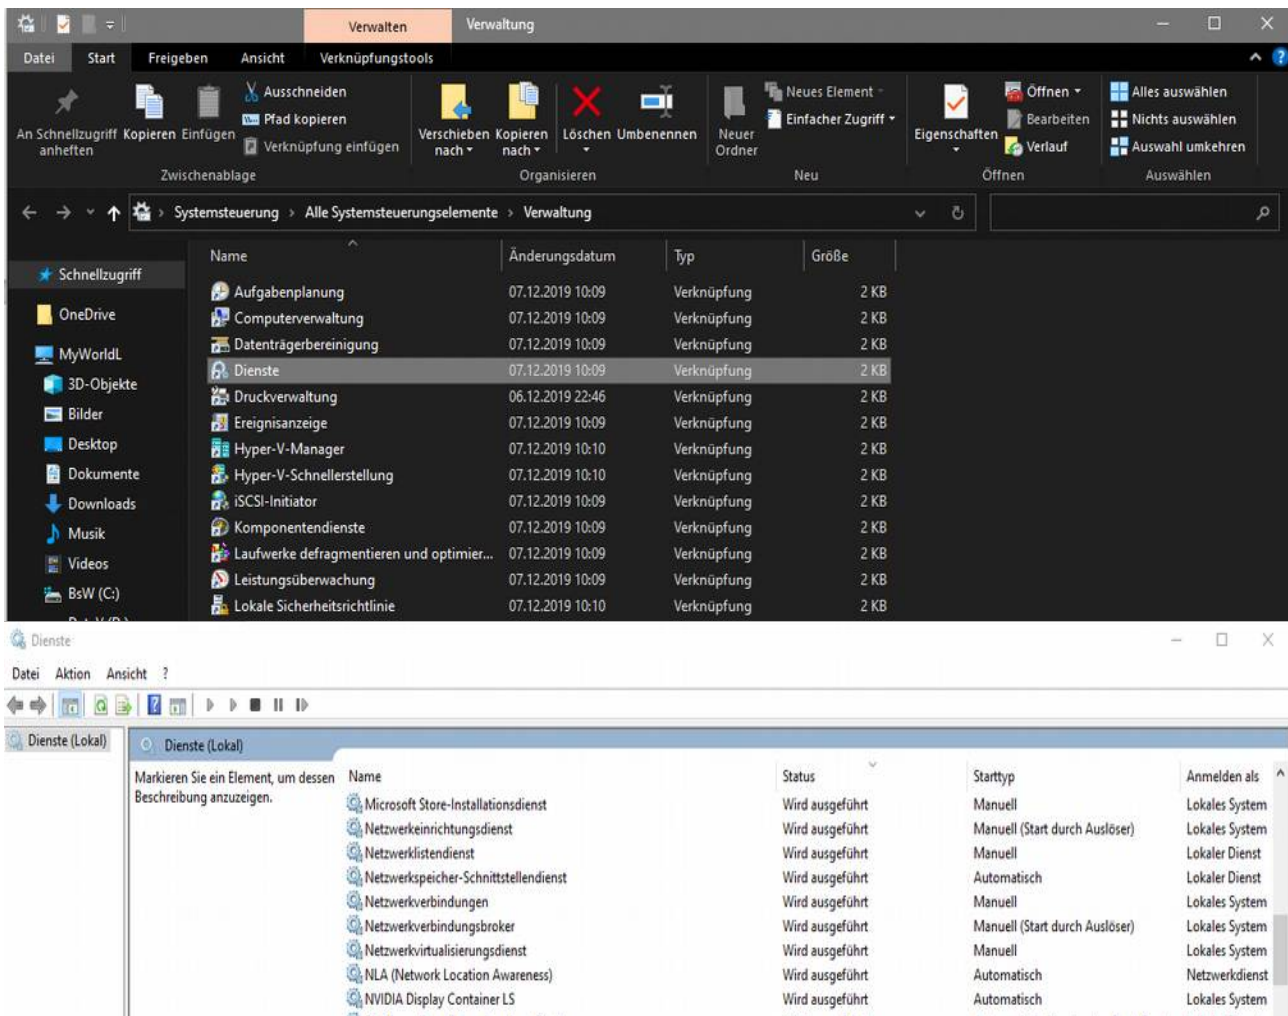 Verwalten Verwaltung
Datei Start Freigeben Ansicht Verknüpfungstools
An Schnellzugriff anheften
Kopieren
Einfügen
Ausschneiden
Pfad kopieren
Verknüpfung einfügen
Verschieben nach
Kopieren nach
Löschen
Umbenennen
Neuer Ordner
Neues Element
Einfacher Zugriff
Eigenschaften
Öffnen
Bearbeiten
Verlauf
Alles auswählen
Nichts auswählen
Auswahl umkehren
Zwischenablage Organisieren Neu Öffnen Auswählen
Systemsteuerung > Alle Systemsteuerungselemente > Verwaltung
Schnellzugriff
OneDrive
MyWorldL
3D-Objekte
Bilder
Desktop
Dokumente
Downloads
Musik
Videos
BsW (C:)
Name Änderungsdatum Typ Größe
Aufgabenplanung 07.12.2019 10:09 Verknüpfung 2 KB
Computerverwaltung 07.12.2019 10:09 Verknüpfung 2 KB
Datenträgerbereinigung 07.12.2019 10:09 Verknüpfung 2 KB
Dienste 07.12.2019 10:09 Verknüpfung 2 KB
Druckverwaltung 06.12.2019 22:46 Verknüpfung 2 KB
Ereignisanzeige 07.12.2019 10:09 Verknüpfung 2 KB
Hyper-V-Manager 07.12.2019 10:10 Verknüpfung 2 KB
Hyper-V-Schnellerstellung 07.12.2019 10:10 Verknüpfung 2 KB
iSCSI-Initiator 07.12.2019 10:09 Verknüpfung 2 KB
Komponentendienste 07.12.2019 10:09 Verknüpfung 2 KB
Laufwerke defragmentieren und optimier... 07.12.2019 10:09 Verknüpfung 2 KB
Leistungsüberwachung 07.12.2019 10:09 Verknüpfung 2 KB
Lokale Sicherheitsrichtlinie 07.12.2019 10:10 Verknüpfung 2 KB
Dienste
Datei Aktion Ansicht ?
Dienste (Lokal)
Dienste (Lokal)
Markieren Sie ein Element, um dessen
Beschreibung anzuzeigen.
Name Status Starttyp Anmelden als
Microsoft Store-Installationsdienst Wird ausgeführt Manuell Lokales System
Netzwerkeinrichtungsdienst Wird ausgeführt Manuell (Start durch Auslöser) Lokales System
Netzwerklistendienst Wird ausgeführt Manuell Lokaler Dienst
Netzwerkspeicher-Schnittstellendienst Wird ausgeführt Automatisch Lokaler Dienst
Netzwerkverbindungen Wird ausgeführt Manuell Lokales System
Netzwerkverbindungsbroker Wird ausgeführt Manuell (Start durch Auslöser) Lokales System
Netzwerkvirtualisierungsdienst Wird ausgeführt Manuell Lokales System
NLA (Network Location Awareness) Wird ausgeführt Automatisch Netzwerkdienst
NVIDIA Display Container LS Wird ausgeführt Automatisch Lokales System